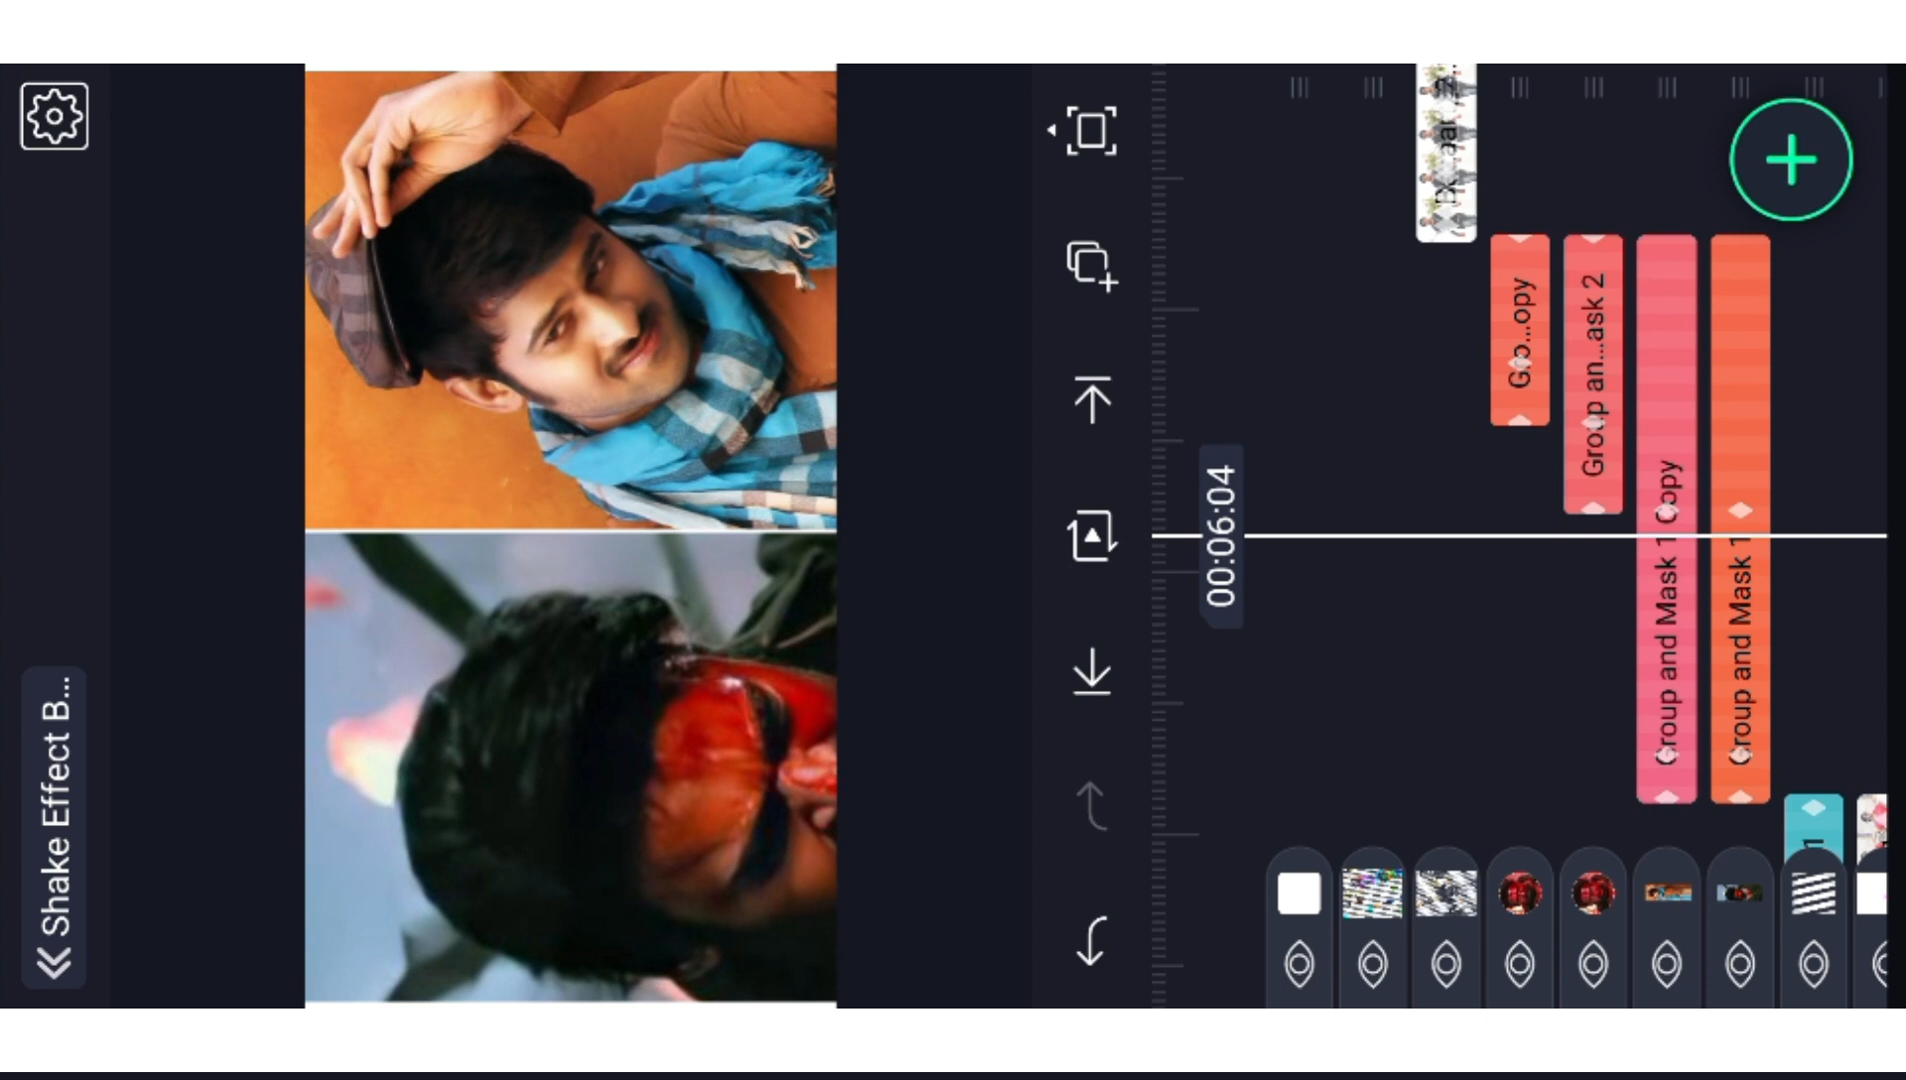 Shake Effect B...
00:06:04
Go...opy
Group an...ask 2
Group and Mask 1 Copy
Group and Mask 1